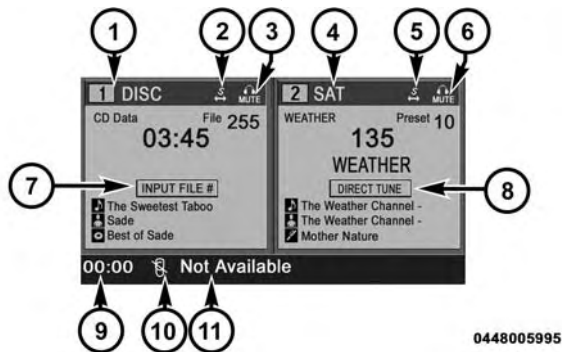 1 2 3 4 5 6
1 DISC S MUTE 2 SAT S MUTE
CD Data File 255 WEATHER Preset 10
03:45 135
WEATHER
7 INPUT FILE # DIRECT TUNE 8
The Sweetest Taboo The Weather Channel -
Sade The Weather Channel -
Best of Sade Mother Nature
00:00 Not Available
9 10 11
0448005995